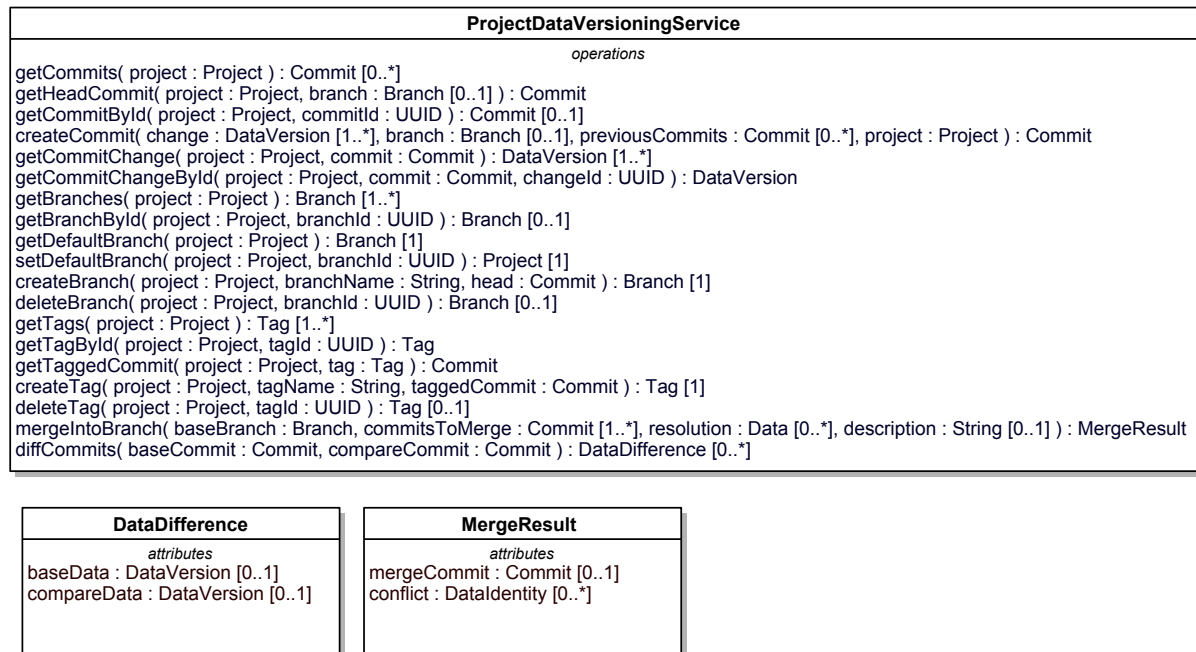 ProjectDataVersioningService
operations
getCommits( project : Project ) : Commit [0..*]
getHeadCommit( project : Project, branch : Branch [0..1] ) : Commit
getCommitById( project : Project, commitId : UUID ) : Commit [0..1]
createCommit( change : DataVersion [1..*], branch : Branch [0..1], previousCommits : Commit [0..*], project : Project ) : Commit
getCommitChange( project : Project, commit : Commit ) : DataVersion [1..*]
getCommitChangeById( project : Project, commit : Commit, changeId : UUID ) : DataVersion
getBranches( project : Project ) : Branch [1..*]
getBranchById( project : Project, branchId : UUID ) : Branch [0..1]
getDefaultBranch( project : Project ) : Branch [1]
setDefaultBranch( project : Project, branchId : UUID ) : Project [1]
createBranch( project : Project, branchName : String, head : Commit ) : Branch [1]
deleteBranch( project : Project, branchId : UUID ) : Branch [0..1]
getTags( project : Project ) : Tag [1..*]
getTagById( project : Project, tagId : UUID ) : Tag
getTaggedCommit( project : Project, tag : Tag ) : Commit
createTag( project : Project, tagName : String, taggedCommit : Commit ) : Tag [1]
deleteTag( project : Project, tagId : UUID ) : Tag [0..1]
mergeIntoBranch( baseBranch : Branch, commitsToMerge : Commit [1..*], resolution : Data [0..*], description : String [0..1] ) : MergeResult
diffCommits( baseCommit : Commit, compareCommit : Commit ) : DataDifference [0..*]
DataDifference
attributes
baseData : DataVersion [0..1]
compareData : DataVersion [0..1]
MergeResult
attributes
mergeCommit : Commit [0..1]
conflict : DataIdentity [0..*]